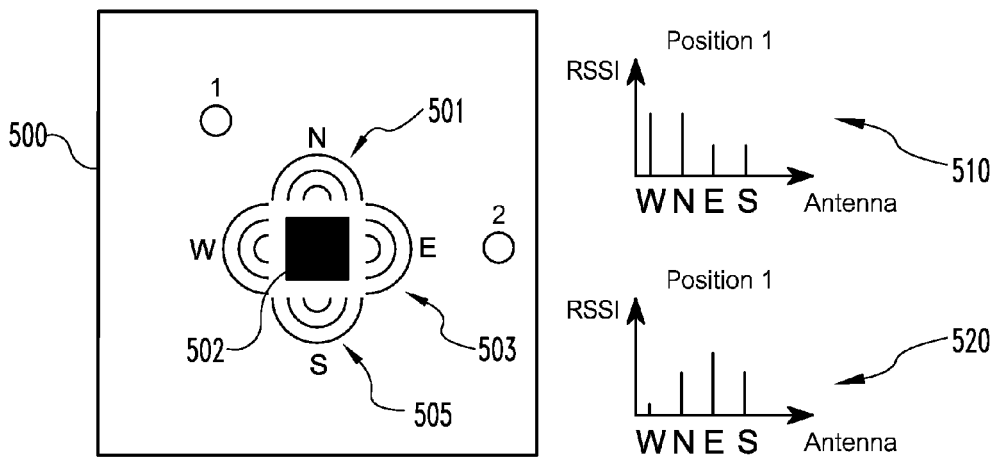 500
1
N
501
W
E
2
502
S
503
505
Position 1
RSSI
W N E S
Antenna
510
Position 1
RSSI
W N E S
Antenna
520